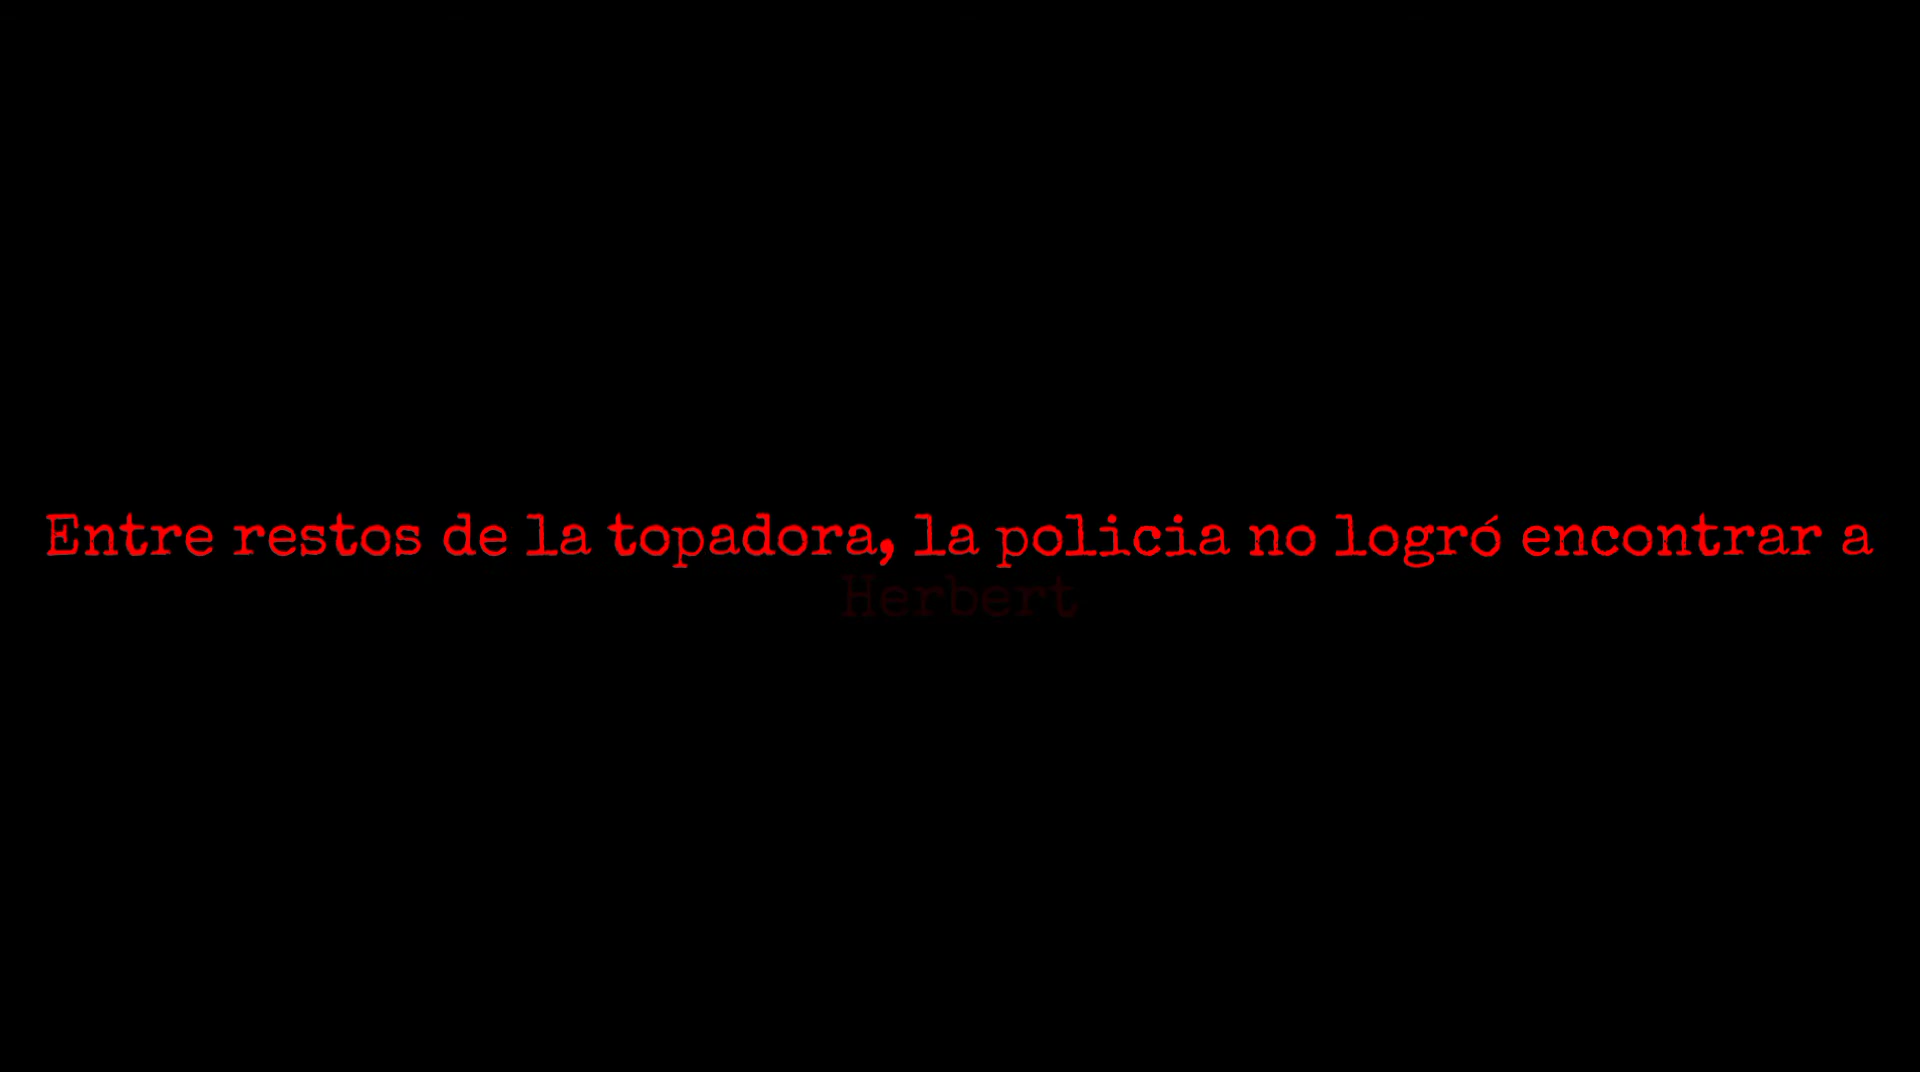 Entre restos de la topadora, la policia no logró encontrar a
Herbert